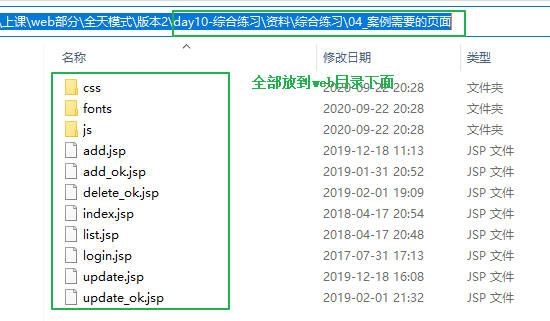 \上课\web部分\全天模式\版本2\day10-综合练习\资料\综合练习\04_案例需要的页面
名称 修改日期 类型
全部放到web目录下面
css 2020-09-22 20:28 文件夹
fonts 2020-09-22 20:28 文件夹
js 2020-09-22 20:28 文件夹
add.jsp 2019-12-18 11:13 JSP 文件
add_ok.jsp 2019-01-31 20:52 JSP 文件
delete_ok.jsp 2019-02-01 19:09 JSP 文件
index.jsp 2018-04-17 20:54 JSP 文件
list.jsp 2018-04-17 20:48 JSP 文件
login.jsp 2017-07-31 17:13 JSP 文件
update.jsp 2019-12-18 16:08 JSP 文件
update_ok.jsp 2019-02-01 21:32 JSP 文件